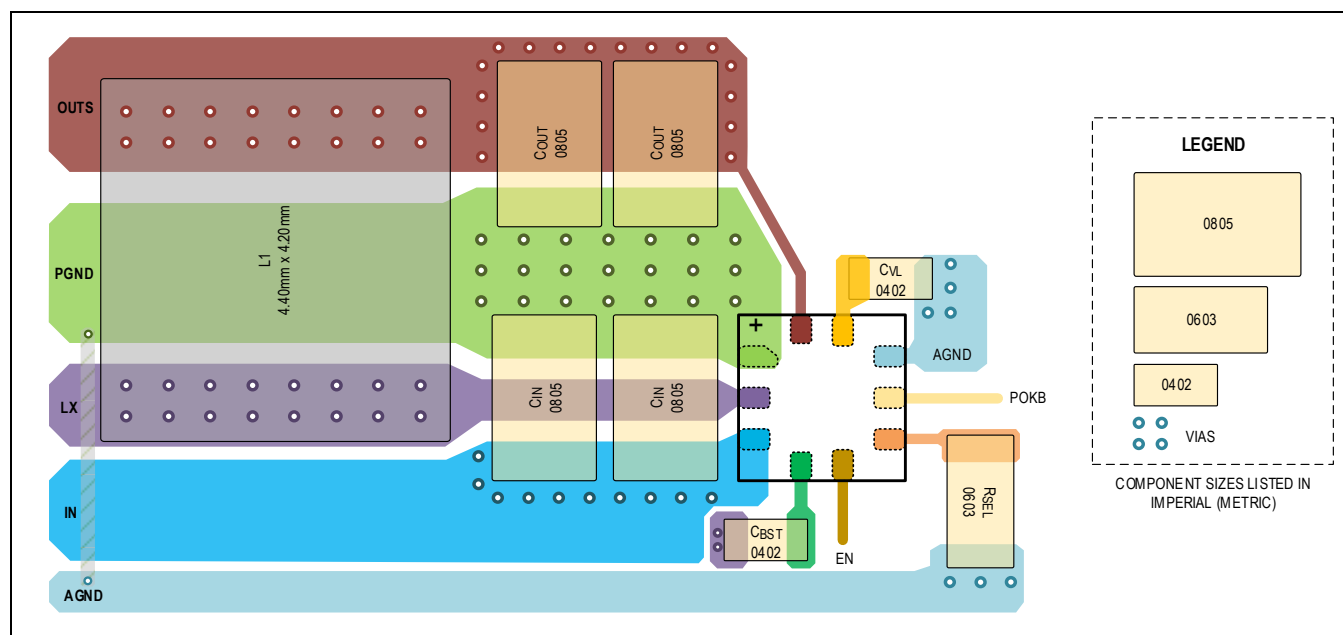 OUTS
COUT
0805
COUT
0805
L1
4.40mm x 4.20mm
PGND
LX
IN
AGND
CIN
0805
CIN
0805
+
CVL
0402
AGND
POKB
RSEL
0603
CBST
0402
EN
LEGEND
0805
0603
0402
VIAS
COMPONENT SIZES LISTED IN
IMPERIAL (METRIC)